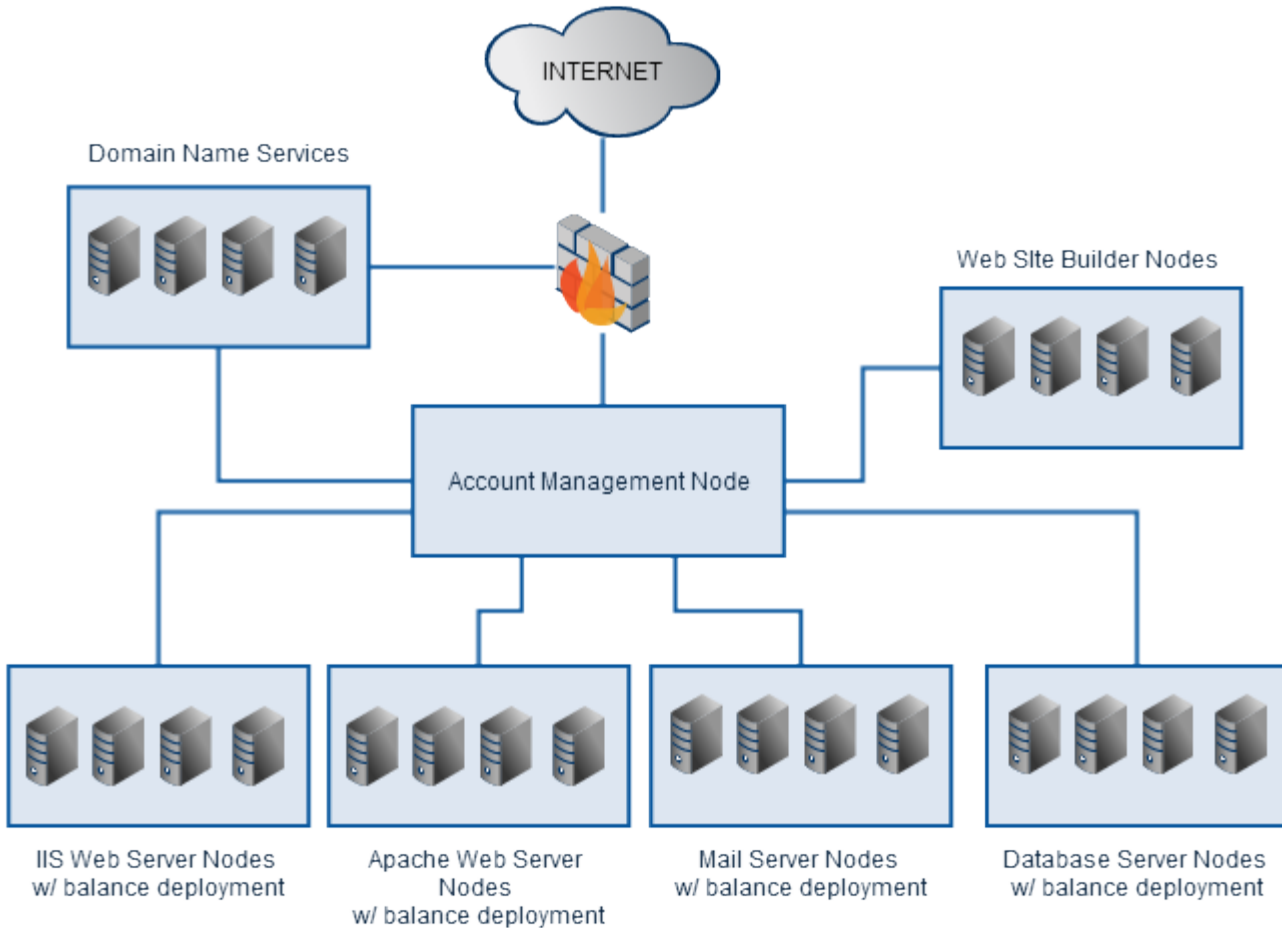 INTERNET
Domain Name Services
Web SIte Builder Nodes
Account Management Node
IIS Web Server Nodes
w/ balance deployment
Apache Web Server
Nodes
w/ balance deployment
Mail Server Nodes
w/ balance deployment
Database Server Nodes
w/ balance deployment